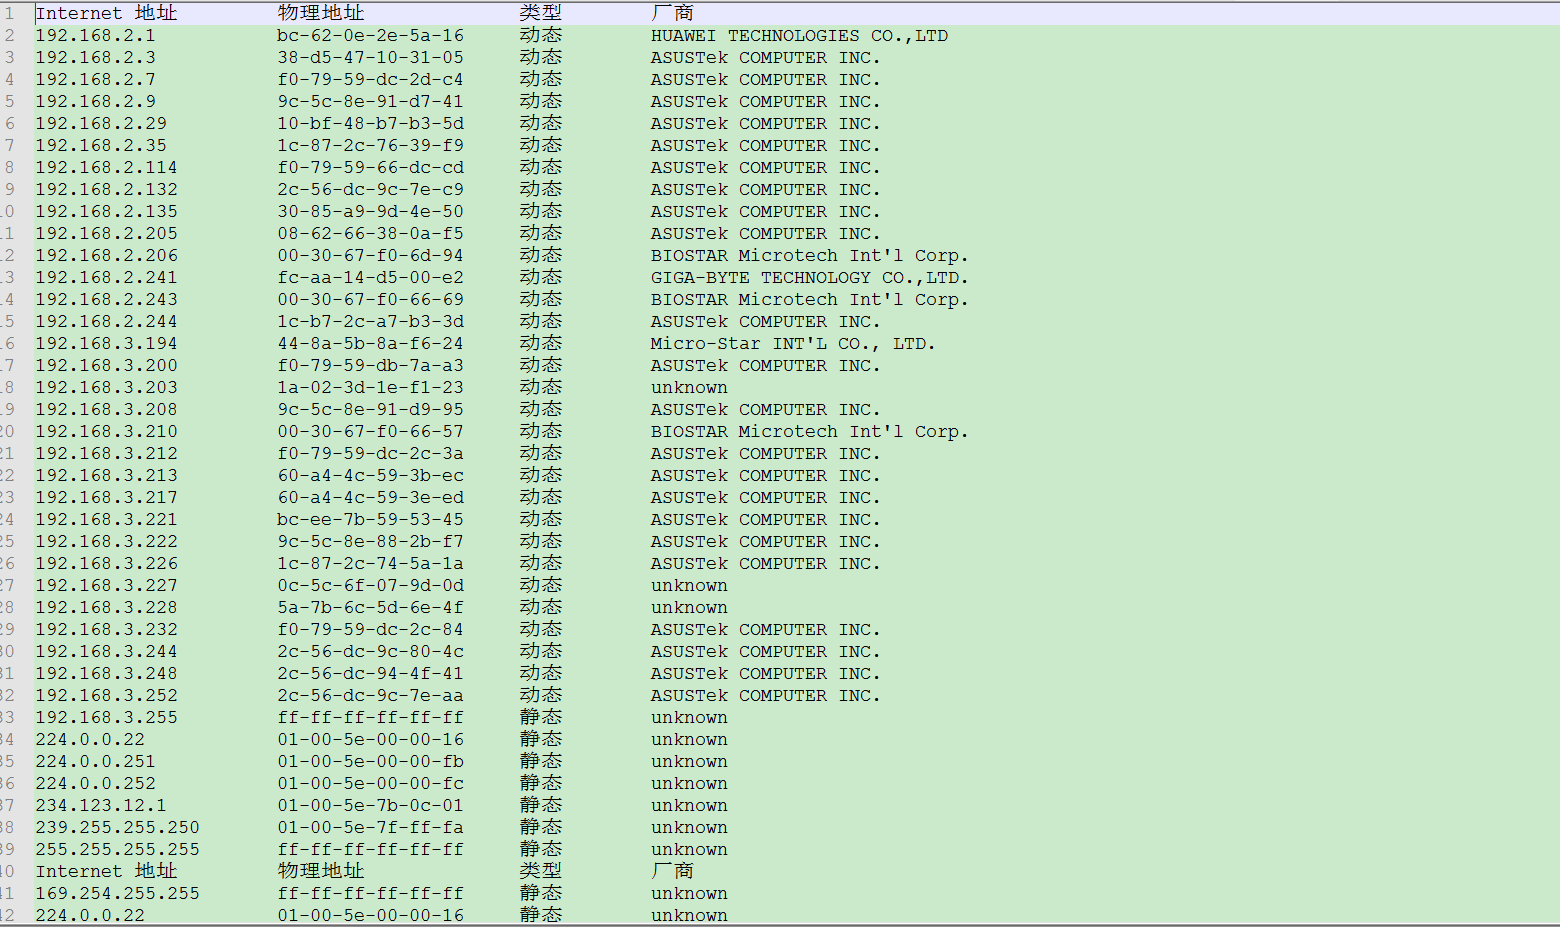 1 Internet 地址 物理地址 类型 厂商
2 192.168.2.1 bc-62-0e-2e-5a-16 动态 HUAWEI TECHNOLOGIES CO.,LTD
3 192.168.2.3 38-d5-47-10-31-05 动态 ASUSTek COMPUTER INC.
4 192.168.2.7 f0-79-59-dc-2d-c4 动态 ASUSTek COMPUTER INC.
5 192.168.2.9 9c-5c-8e-91-d7-41 动态 ASUSTek COMPUTER INC.
6 192.168.2.29 10-bf-48-b7-b3-5d 动态 ASUSTek COMPUTER INC.
7 192.168.2.35 1c-87-2c-76-39-f9 动态 ASUSTek COMPUTER INC.
8 192.168.2.114 f0-79-59-66-dc-cd 动态 ASUSTek COMPUTER INC.
9 192.168.2.132 2c-56-dc-9c-7e-c9 动态 ASUSTek COMPUTER INC.
10 192.168.2.135 30-85-a9-9d-4e-50 动态 ASUSTek COMPUTER INC.
11 192.168.2.205 08-62-66-38-0a-f5 动态 ASUSTek COMPUTER INC.
12 192.168.2.206 00-30-67-f0-6d-94 动态 BIOSTAR Microtech Int'l Corp.
13 192.168.2.241 fc-aa-14-d5-00-e2 动态 GIGA-BYTE TECHNOLOGY CO.,LTD.
14 192.168.2.243 00-30-67-f0-66-69 动态 BIOSTAR Microtech Int'l Corp.
15 192.168.2.244 1c-b7-2c-a7-b3-3d 动态 ASUSTek COMPUTER INC.
16 192.168.3.194 44-8a-5b-8a-f6-24 动态 Micro-Star INT'L CO., LTD.
17 192.168.3.200 f0-79-59-db-7a-a3 动态 ASUSTek COMPUTER INC.
18 192.168.3.203 1a-02-3d-1e-f1-23 动态 unknown
19 192.168.3.208 9c-5c-8e-91-d9-95 动态 ASUSTek COMPUTER INC.
20 192.168.3.210 00-30-67-f0-66-57 动态 BIOSTAR Microtech Int'l Corp.
21 192.168.3.212 f0-79-59-dc-2c-3a 动态 ASUSTek COMPUTER INC.
22 192.168.3.213 60-a4-4c-59-3b-ec 动态 ASUSTek COMPUTER INC.
23 192.168.3.217 60-a4-4c-59-3e-ed 动态 ASUSTek COMPUTER INC.
24 192.168.3.221 bc-ee-7b-59-53-45 动态 ASUSTek COMPUTER INC.
25 192.168.3.222 9c-5c-8e-88-2b-f7 动态 ASUSTek COMPUTER INC.
26 192.168.3.226 1c-87-2c-74-5a-1a 动态 ASUSTek COMPUTER INC.
27 192.168.3.227 0c-5c-6f-07-9d-0d 动态 unknown
28 192.168.3.228 5a-7b-6c-5d-6e-4f 动态 unknown
29 192.168.3.232 f0-79-59-dc-2c-84 动态 ASUSTek COMPUTER INC.
30 192.168.3.244 2c-56-dc-9c-80-4c 动态 ASUSTek COMPUTER INC.
31 192.168.3.248 2c-56-dc-94-4f-41 动态 ASUSTek COMPUTER INC.
32 192.168.3.252 2c-56-dc-9c-7e-aa 动态 ASUSTek COMPUTER INC.
33 192.168.3.255 ff-ff-ff-ff-ff-ff 静态 unknown
34 224.0.0.22 01-00-5e-00-00-16 静态 unknown
35 224.0.0.251 01-00-5e-00-00-fb 静态 unknown
36 224.0.0.252 01-00-5e-00-00-fc 静态 unknown
37 234.123.12.1 01-00-5e-7b-0c-01 静态 unknown
38 239.255.255.250 01-00-5e-7f-ff-fa 静态 unknown
39 255.255.255.255 ff-ff-ff-ff-ff-ff 静态 unknown
40 Internet 地址 物理地址 类型 厂商
41 169.254.255.255 ff-ff-ff-ff-ff-ff 静态 unknown
42 224.0.0.22 01-00-5e-00-00-16 静态 unknown